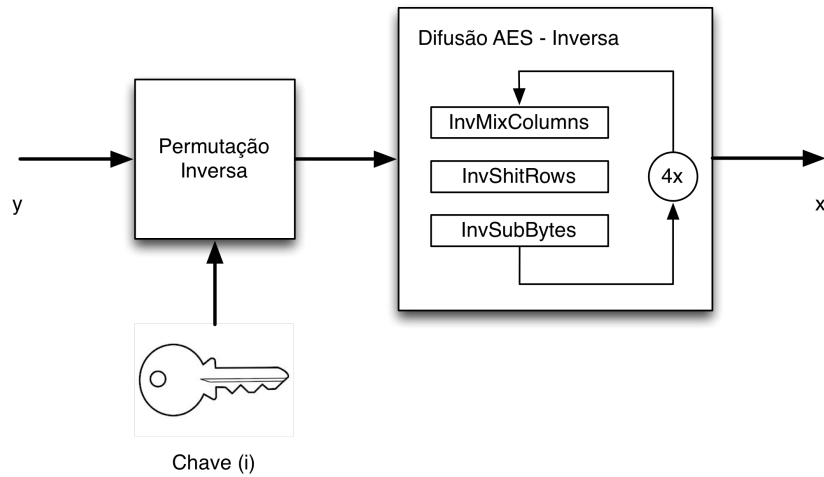 Difusão AES - Inversa
Permutação
Inversa
InvMixColumns
InvShitRows
InvSubBytes
4x
y
x
Chave (i)